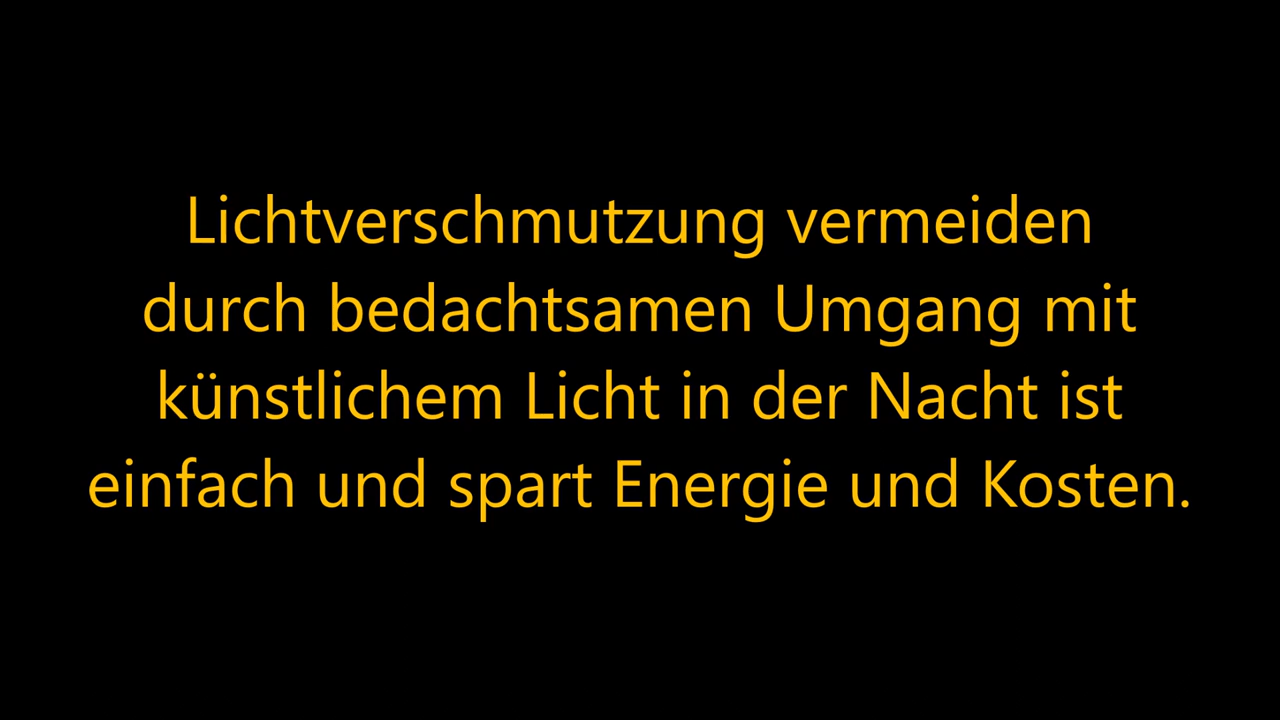 Lichtverschmutzung vermeiden
durch bedachtsamen Umgang mit
künstlichem Licht in der Nacht ist
einfach und spart Energie und Kosten.